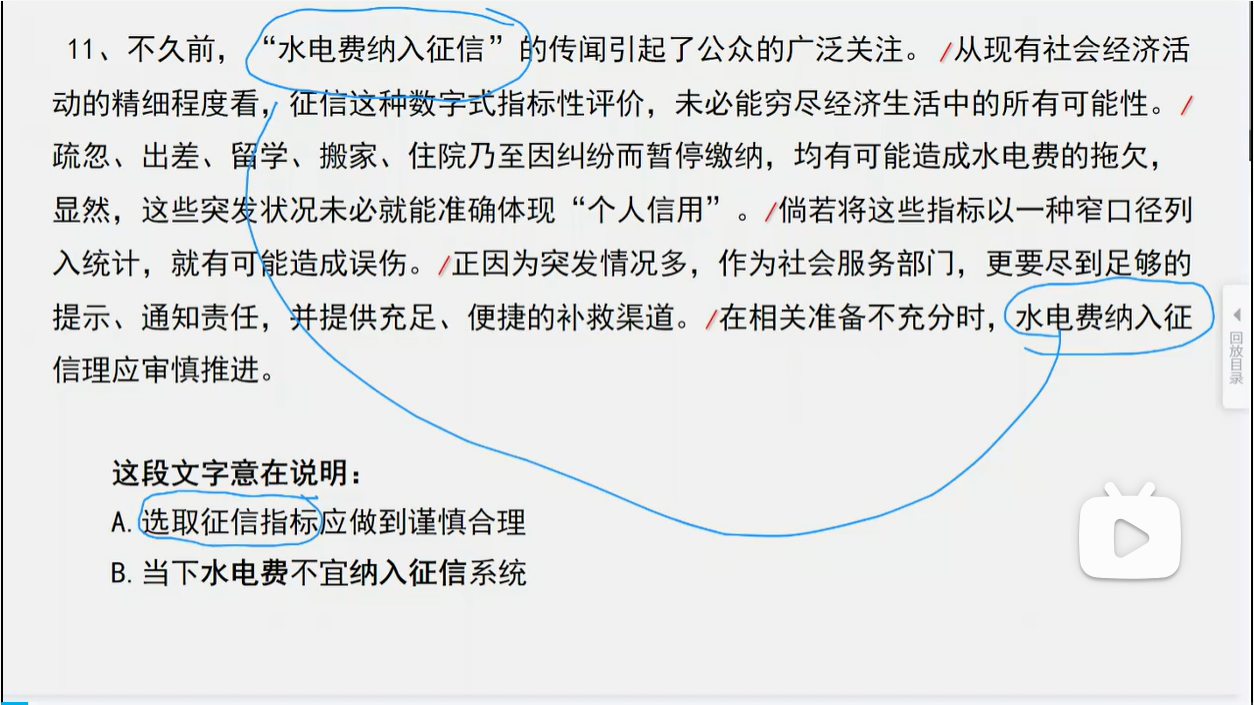 11、不久前，“水电费纳入征信”的传闻引起了公众的广泛关注。/从现有社会经济活
动的精细程度看，征信这种数字式指标性评价，未必能穷尽经济生活中的所有可能性。/
疏忽、出差、留学、搬家、住院乃至因纠纷而暂停缴纳，均有可能造成水电费的拖欠，
显然，这些突发状况未必就能准确体现“个人信用”。/倘若将这些指标以一种窄口径列
入统计，就有可能造成误伤。/正因为突发情况多，作为社会服务部门，更要尽到足够的
提示、通知责任，并提供充足、便捷的补救渠道。/在相关准备不充分时，水电费纳入征
信理应审慎推进。
回放目录
这段文字意在说明：
A. 选取征信指标应做到谨慎合理
B. 当下水电费不宜纳入征信系统